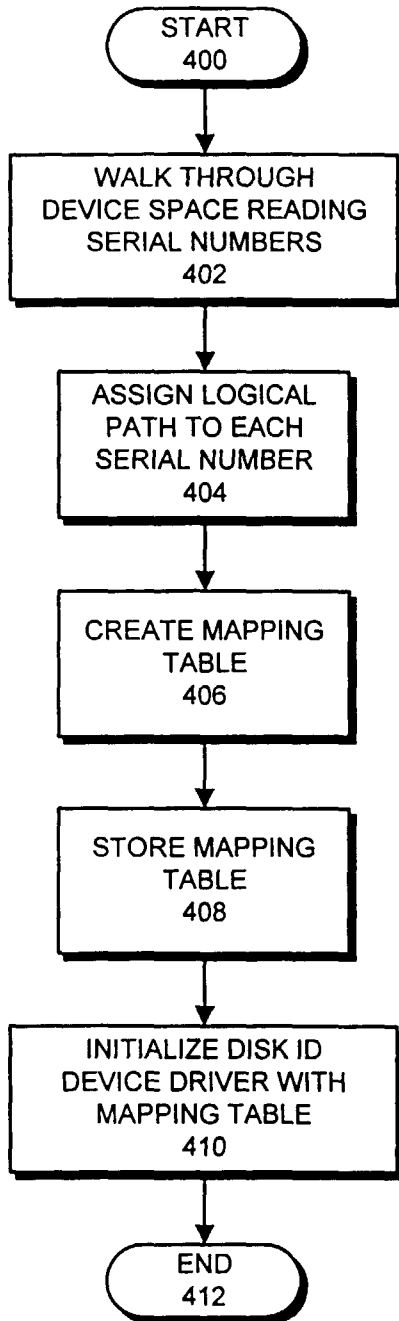 START
400
WALK THROUGH
DEVICE SPACE READING
SERIAL NUMBERS
402
ASSIGN LOGICAL
PATH TO EACH
SERIAL NUMBER
404
CREATE MAPPING
TABLE
406
STORE MAPPING
TABLE
408
INITIALIZE DISK ID
DEVICE DRIVER WITH
MAPPING TABLE
410
END
412